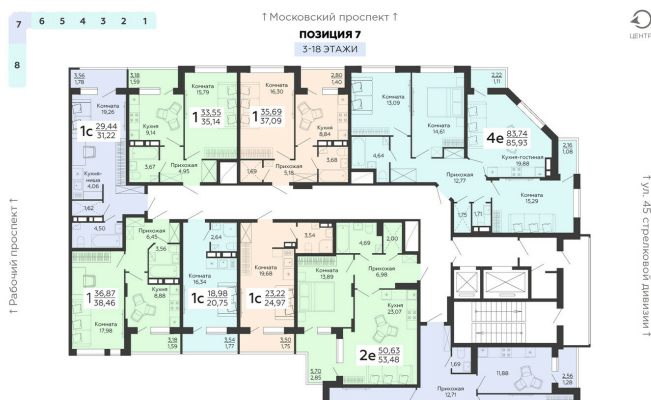 7 6 5 4 3 2 1
8
↑ Московский проспект ↑
ПОЗИЦИЯ 7
3-18 ЭТАЖИ
ЦЕНТР
↑ Рабочий проспект ↑
↑ ул. 45 стрелковой дивизии ↑
3,56
1,78
Комната
19,26
1с 29,44
31,22
Кухня-
ниша
4,06
1,62
4,50
3,18
1,59
Кухня
9,14
Комната
15,79
1 33,55
35,14
3,67
Прихожая
4,95
Комната
16,30
1 35,69
37,09
2,80
1,40
Кухня
8,84
1,69
Прихожая
5,18
3,68
Комната
13,09
Комната
14,61
4,64
Прихожая
12,77
1,75
1,71
2,22
1,11
4е 83,74
85,93
Кухня-гостиная
19,88
2,16
1,08
Комната
15,29
1 36,87
38,46
Комната
17,98
Прихожая
6,45
3,56
Кухня
8,88
3,18
1,59
2,64
Комната
16,34
1с 18,98
20,75
3,54
1,77
3,54
Комната
19,68
1с 23,22
24,97
3,50
1,75
4,69
2,00
Прихожая
6,98
Комната
13,89
Кухня
23,07
2е 50,63
53,48
5,70
2,85
1,69
Прихожая
12,71
11,88
2,56
1,28